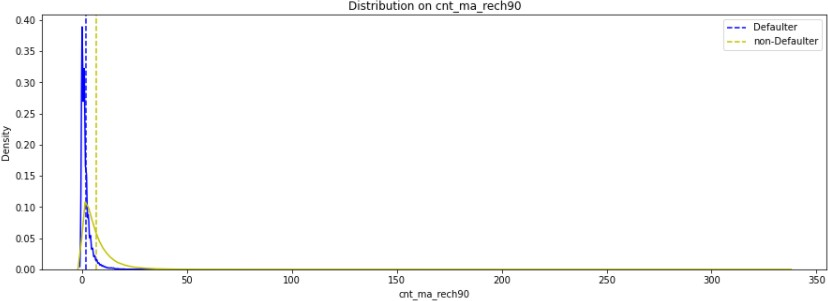 Distribution on cnt_ma_rech90
Defaulter
non-Defaulter
Density
0.40
0.35
0.30
0.25
0.20
0.15
0.10
0.05
0.00
0 50 100 150 200 250 300 350
cnt_ma_rech90